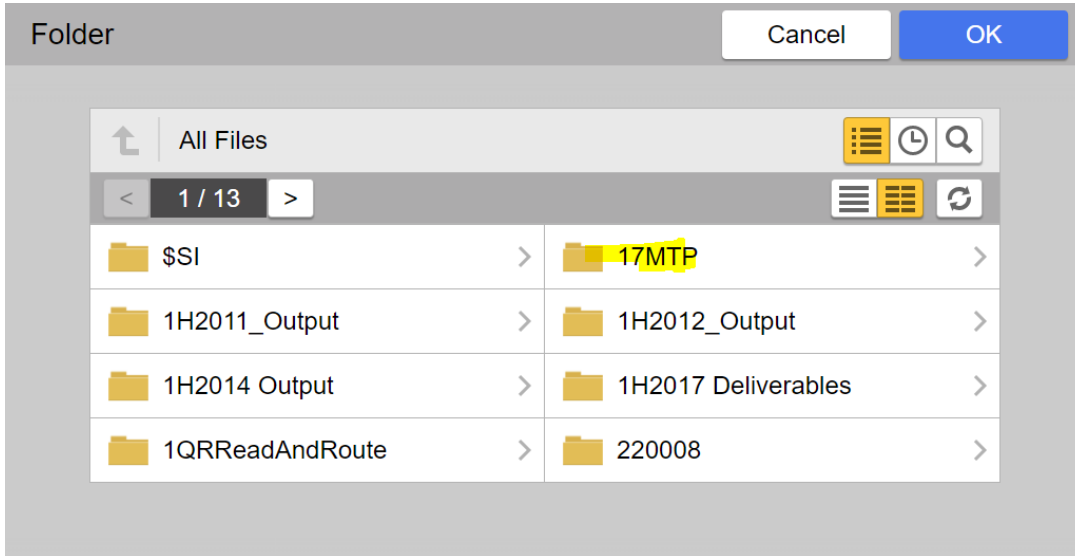 Folder
Cancel
OK
All Files
<
1 / 13
>
$SI
17MTP
1H2011_Output
1H2012_Output
1H2014 Output
1H2017 Deliverables
1QRReadAndRoute
220008